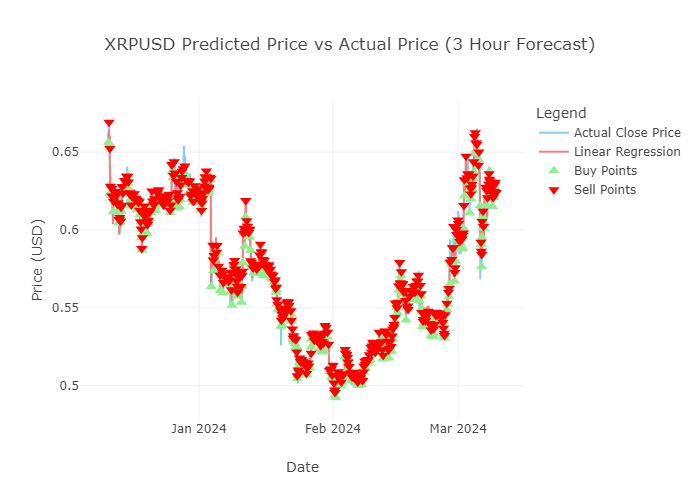 XRPUSD Predicted Price vs Actual Price (3 Hour Forecast)
Legend
Actual Close Price
Linear Regression
Buy Points
Sell Points
Price (USD)
0.65
0.6
0.55
0.5
Jan 2024
Feb 2024
Mar 2024
Date